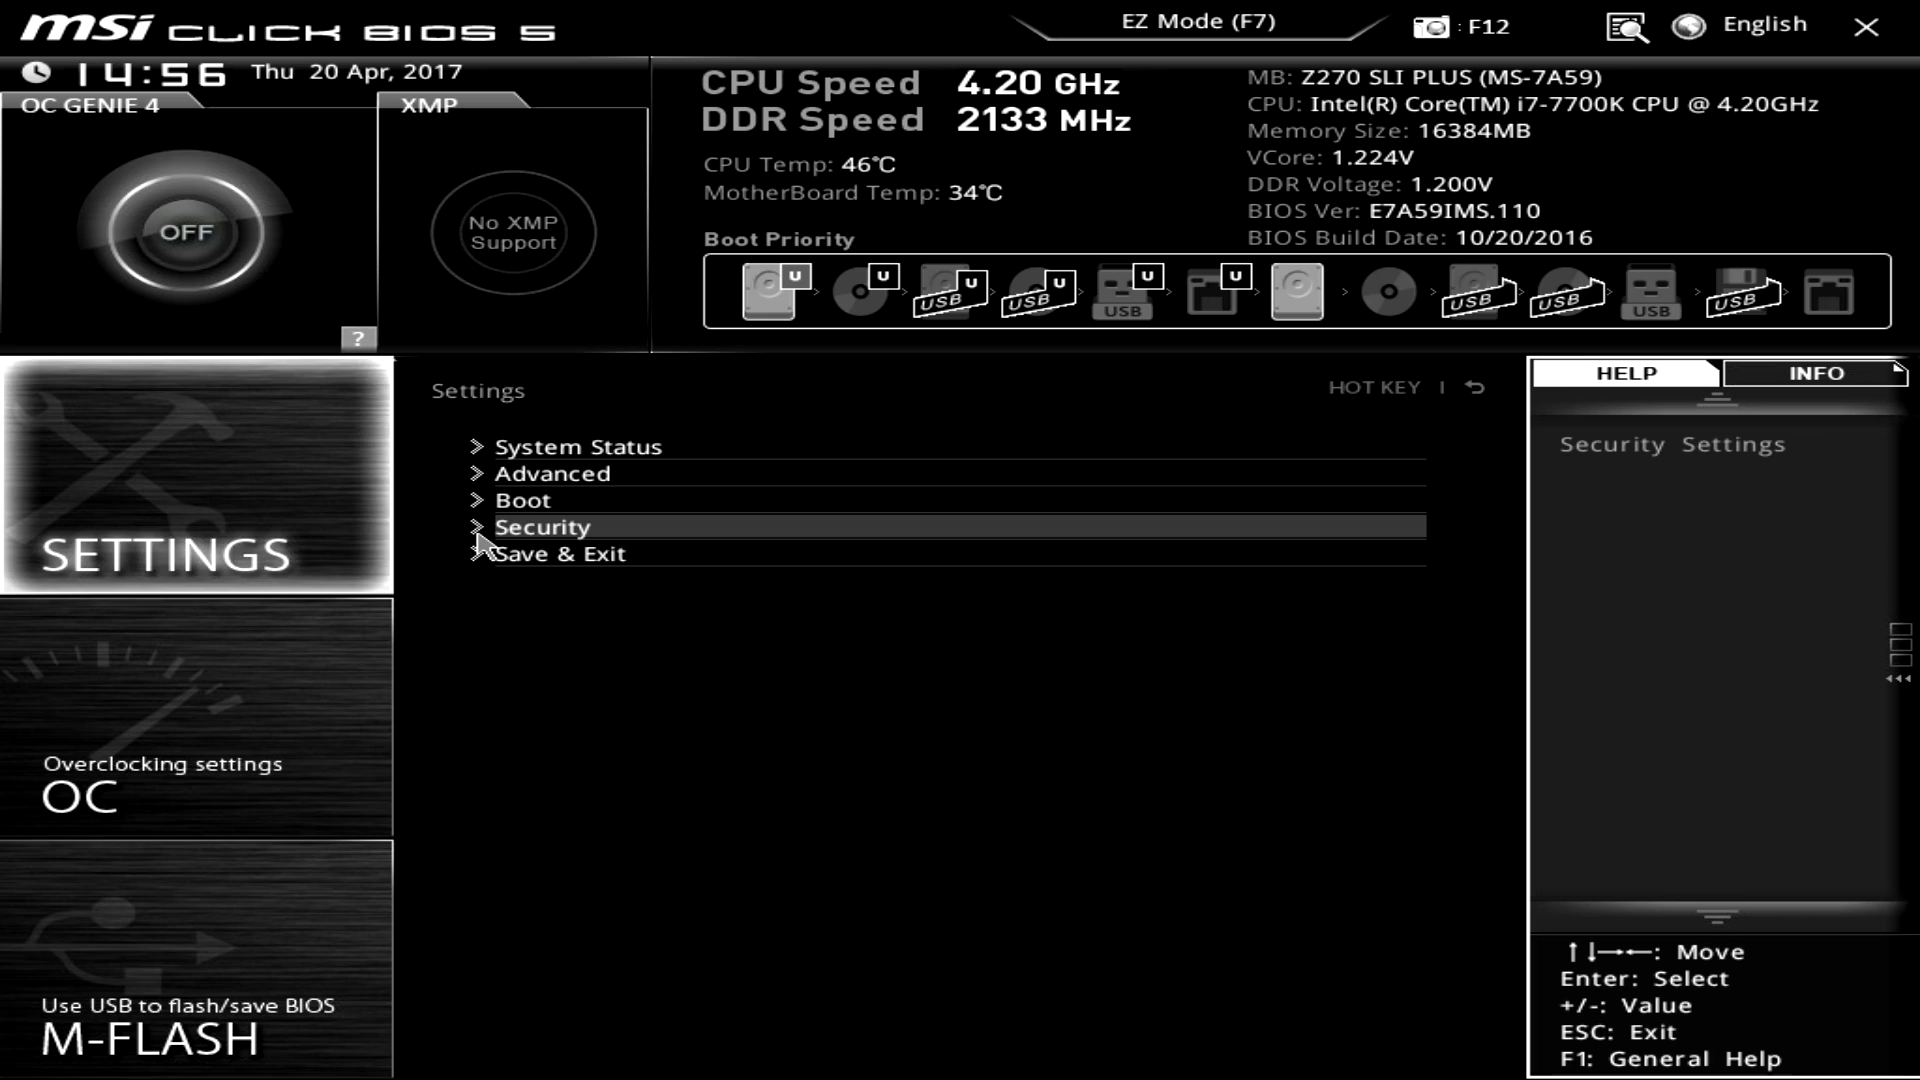 msi CLICK BIOS 5
EZ Mode (F7)
: F12
English
14:56 Thu 20 Apr, 2017
OC GENIE 4
XMP
OFF
No XMP
Support
?
CPU Speed 4.20 GHz
DDR Speed 2133 MHz
CPU Temp: 46℃
MotherBoard Temp: 34℃
MB: Z270 SLI PLUS (MS-7A59)
CPU: Intel(R) Core(TM) i7-7700K CPU @ 4.20GHz
Memory Size: 16384MB
VCore: 1.224V
DDR Voltage: 1.200V
BIOS Ver: E7A59IMS.110
BIOS Build Date: 10/20/2016
Boot Priority
U U USB U USB U USB U U USB USB USB USB
SETTINGS
Overclocking settings
OC
Use USB to flash/save BIOS
M-FLASH
Settings
HOT KEY |
System Status
Advanced
Boot
Security
Save & Exit
HELP
INFO
Security Settings
↑↓→←: Move
Enter: Select
+/-: Value
ESC: Exit
F1: General Help